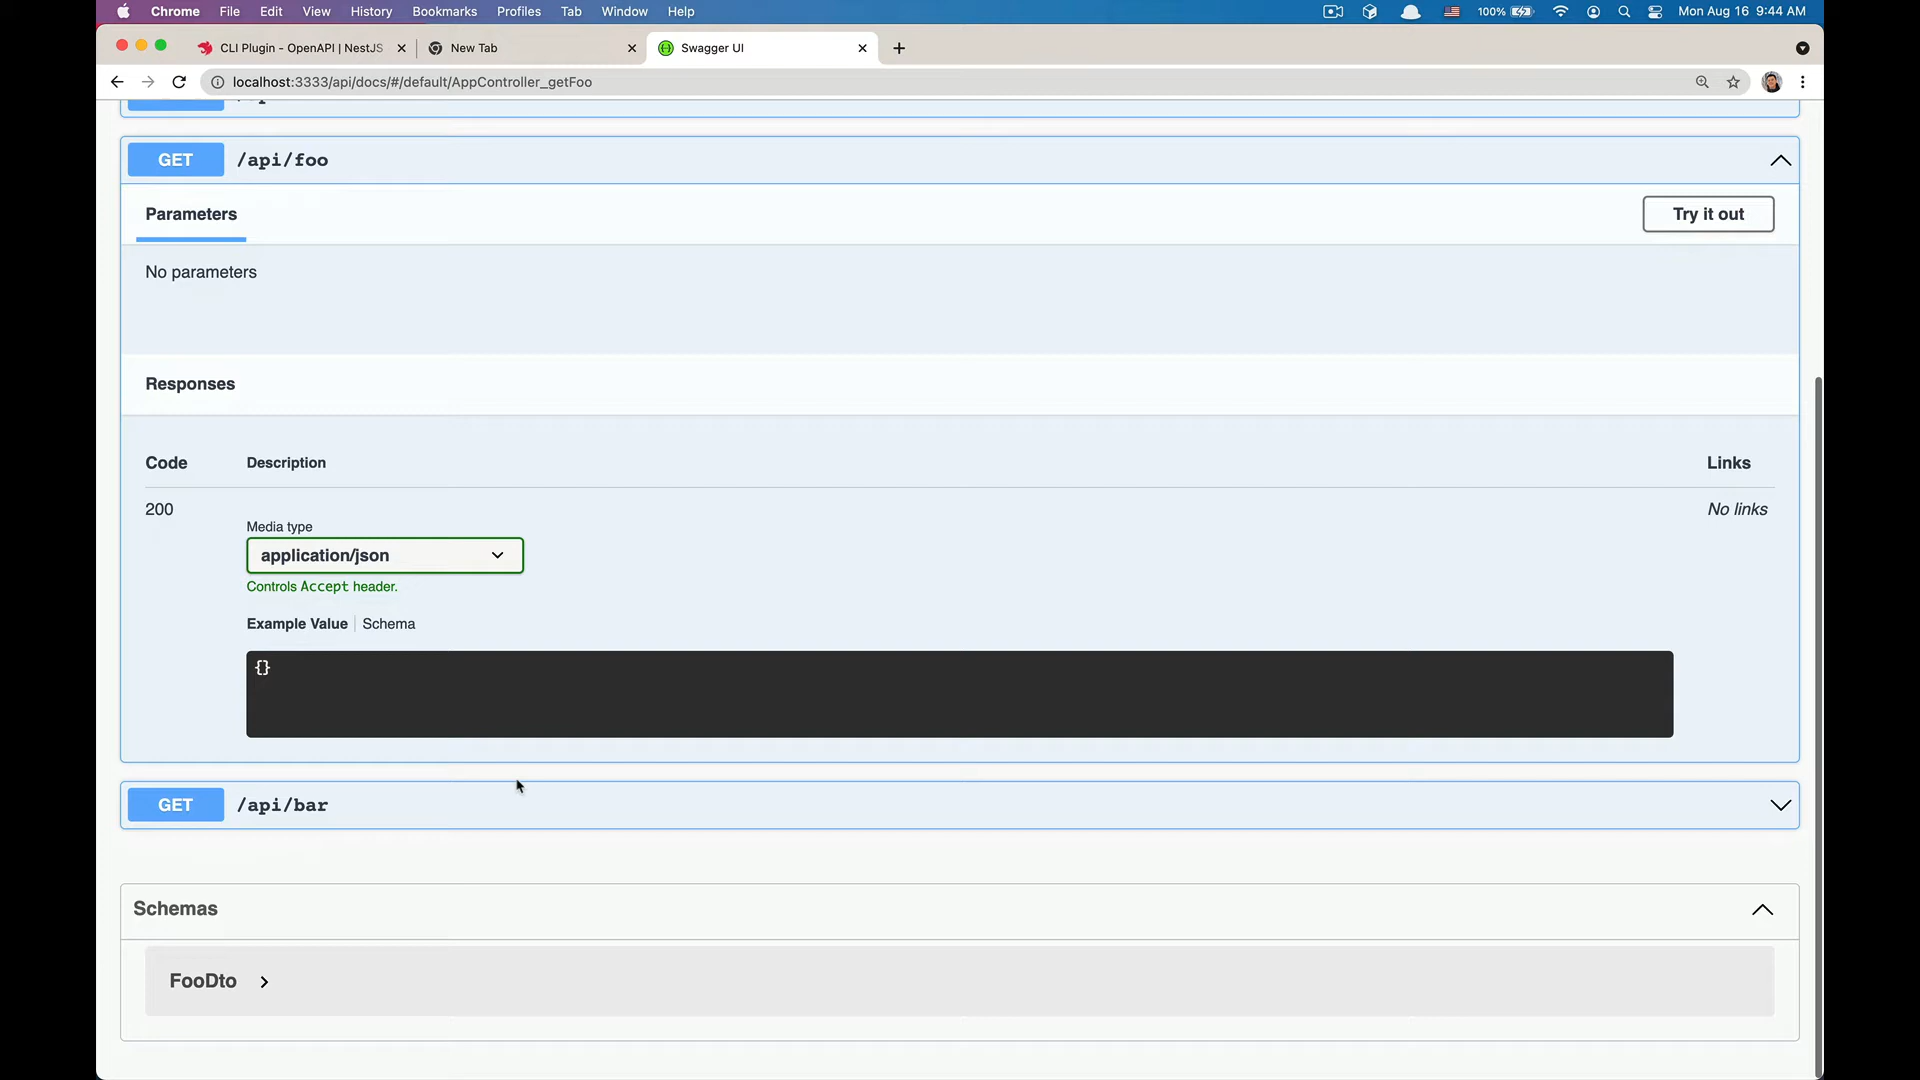 Chrome File Edit View History Bookmarks Profiles Tab Window Help 100% Mon Aug 16 9:44 AM
CLI Plugin - OpenAPI | NestJS New Tab Swagger UI
localhost:3333/api/docs/#/default/AppController_getFoo
GET /api/foo
Parameters Try it out
No parameters
Responses
Code Description Links
200 No links
Media type
application/json
Controls Accept header.
Example Value Schema
{}
GET /api/bar
Schemas
FooDto